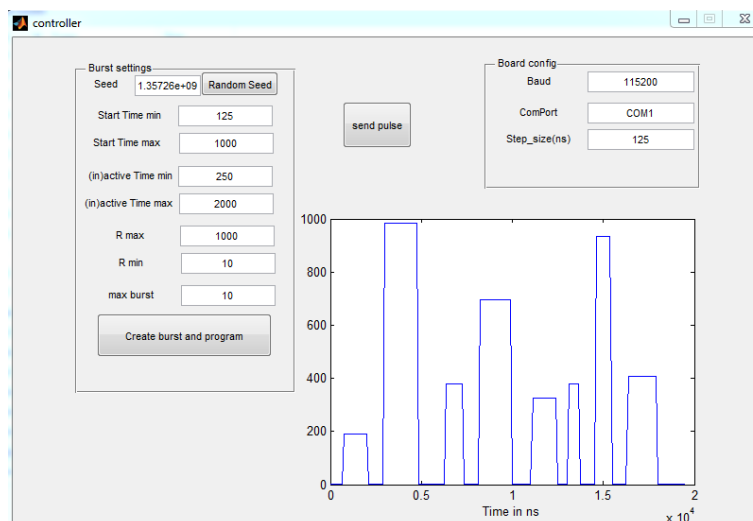 controller
Burst settings
Seed 1.35726e+09 Random Seed
Start Time min 125
Start Time max 1000
(in)active Time min 250
(in)active Time max 2000
R max 1000
R min 10
max burst 10
Create burst and program
send pulse
Board config
Baud 115200
ComPort COM1
Step_size(ns) 125
1000
800
600
400
200
0
0 0.5 1 1.5 2
Time in ns
x 10^4